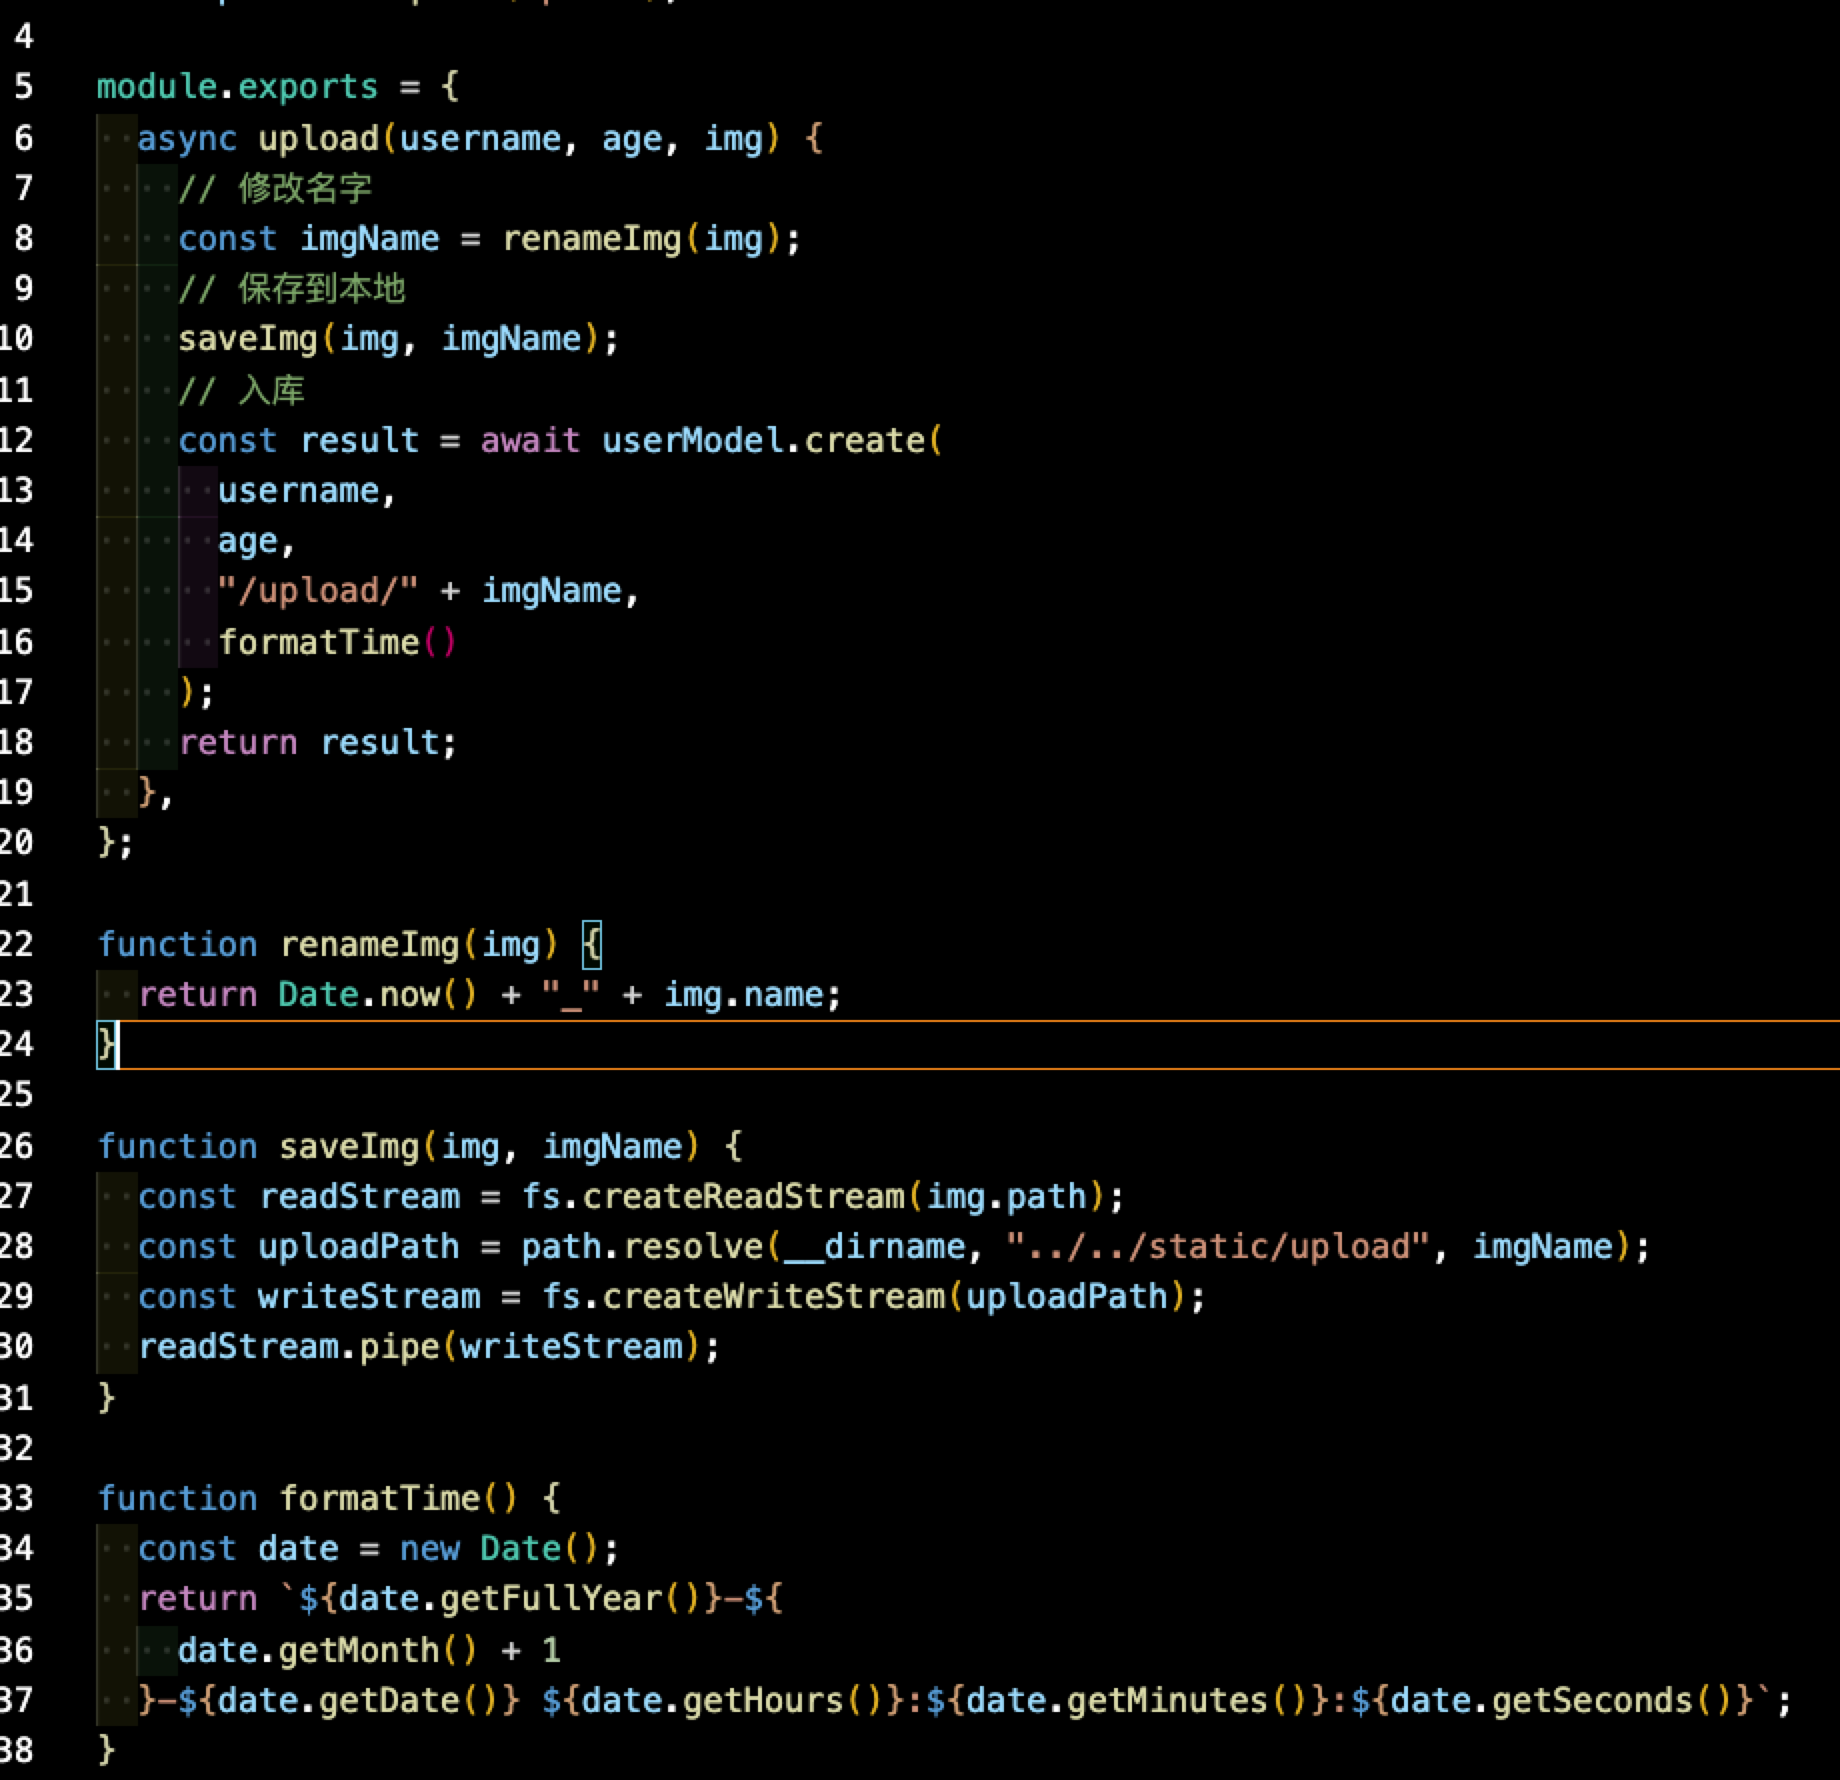 4
5 module.exports = {
6 async upload(username, age, img) {
7 // 修改名字
8 const imgName = renameImg(img);
9 // 保存到本地
10 saveImg(img, imgName);
11 // 入库
12 const result = await userModel.create(
13 username,
14 age,
15 "/upload/" + imgName,
16 formatTime()
17 );
18 return result;
19 },
20 };
21
22 function renameImg(img) {
23 return Date.now() + "_" + img.name;
24 }
25
26 function saveImg(img, imgName) {
27 const readStream = fs.createReadStream(img.path);
28 const uploadPath = path.resolve(__dirname, "../../static/upload", imgName);
29 const writeStream = fs.createWriteStream(uploadPath);
30 readStream.pipe(writeStream);
31 }
32
33 function formatTime() {
34 const date = new Date();
35 return `${date.getFullYear()}-${
36 date.getMonth() + 1
37 }-${date.getDate()} ${date.getHours()}:${date.getMinutes()}:${date.getSeconds()}`;
38 }